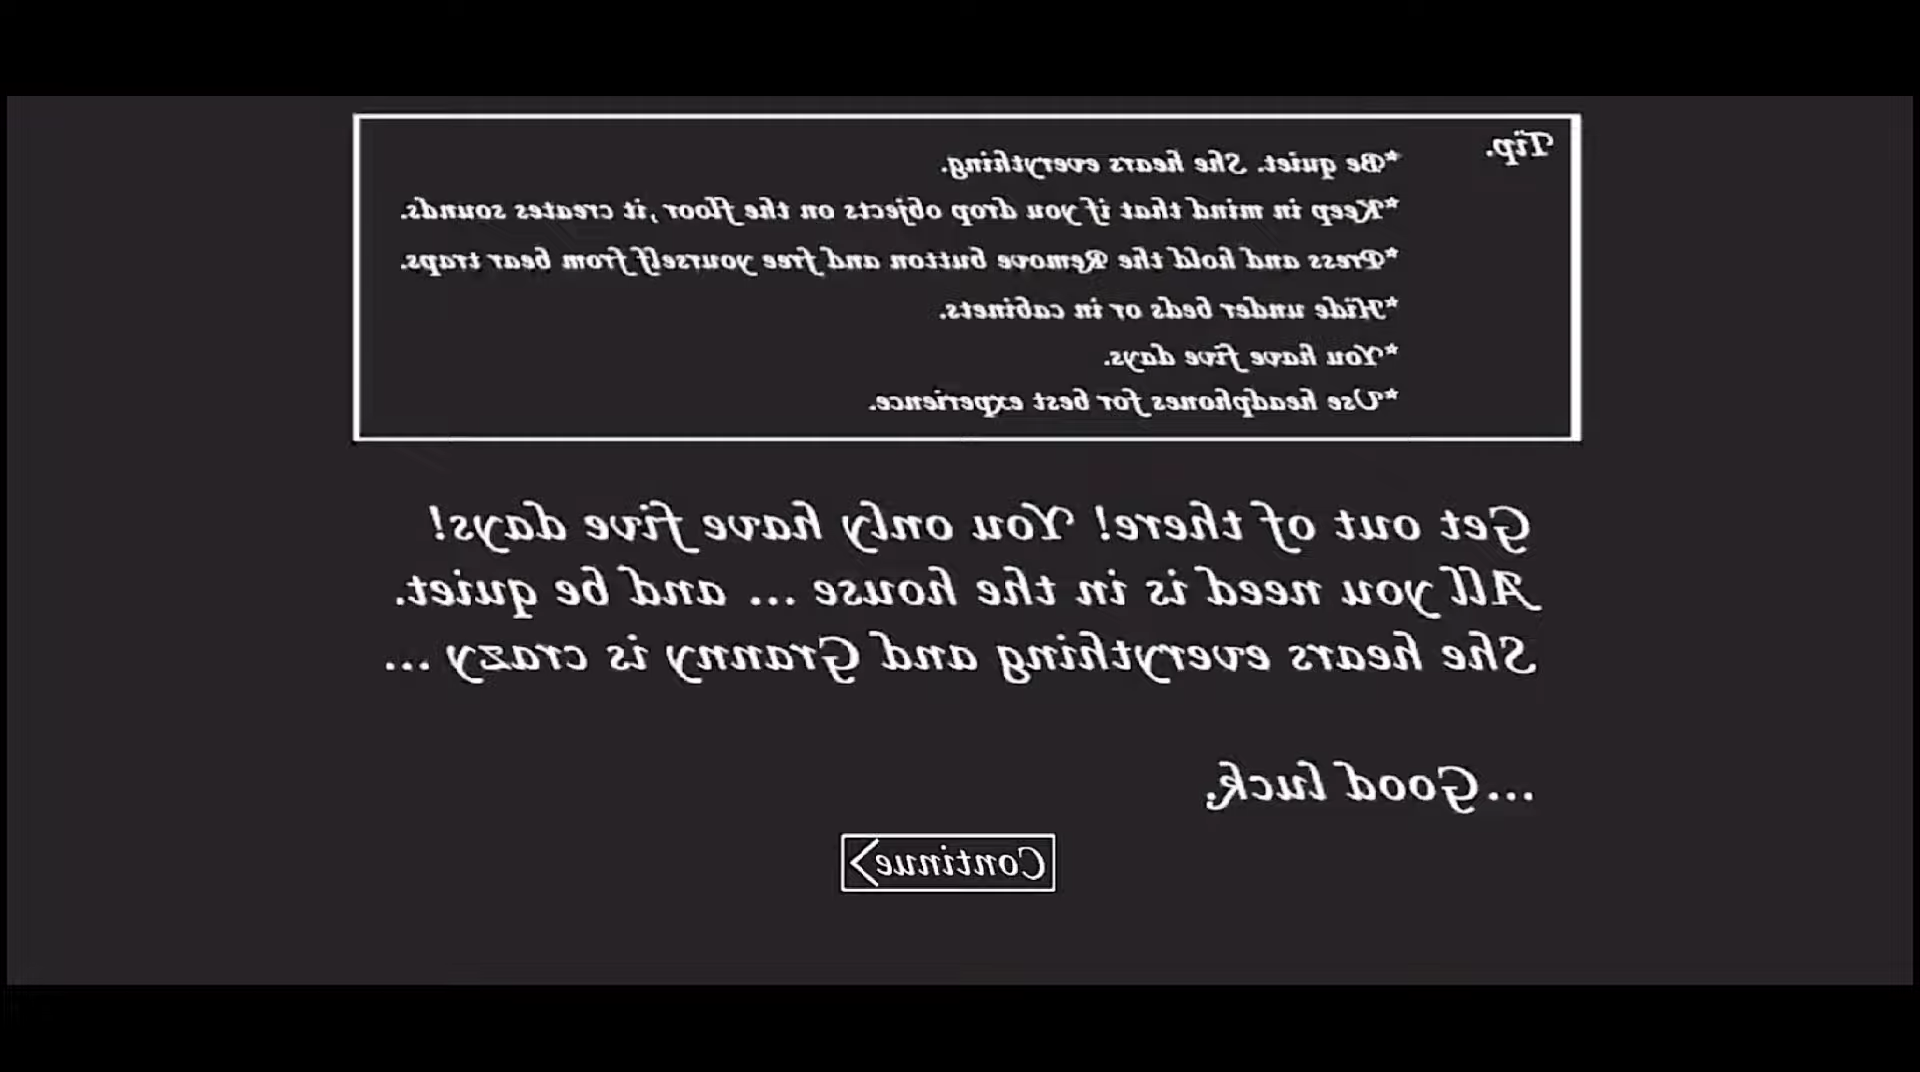 Tip.
*Be quiet. She hears everything.
*Keep in mind that if you drop objects on the floor, it creates sounds.
*Press and hold the Remove button and free yourself from bear traps.
*Hide under beds or in cabinets.
*You have five days.
*Use headphones for best experience.
Get out of there! You only have five days!
All you need is in the house ... and be quiet.
She hears everything and Granny is crazy ...
...Good luck.
Continue>